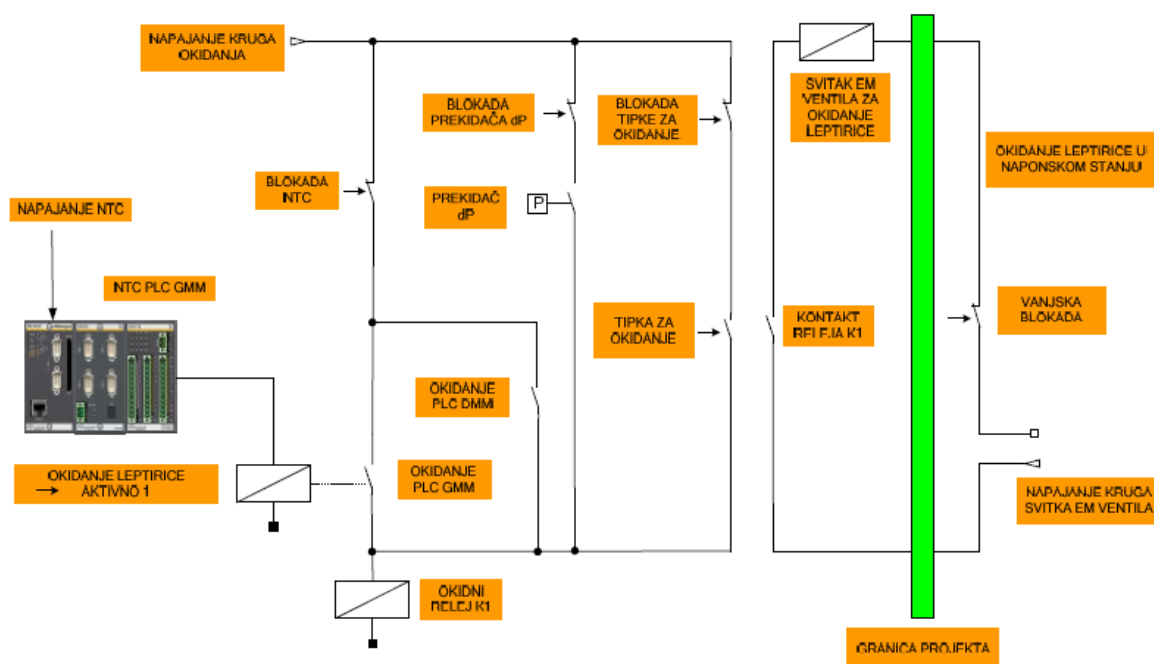 NAPAJANJE KRUGA
OKIDANJA
BLOKADA
PREKIDAČA dP
BLOKADA
TIPKE ZA
OKIDANJE
SVITAK EM
VENTILA ZA
OKIDANJE
LEPTIRICE
OKIDANJE LEPTIRICE U
NAPONSKOM STANJU
BLOKADA
NTC
PREKIDAČ
dP
P
NAPAJANJE NTC
NTC PLC GMM
TIPKA ZA
OKIDANJE
KONTAKT
RELEJA K1
VANJSKA
BLOKADA
OKIDANJE
PLC DMM
OKIDANJE LEPTIRICE
AKTIVNO 1
OKIDANJE
PLC GMM
NAPAJANJE KRUGA
SVITKA EM VENTILA
OKIDNI
RELEJ K1
GRANICA PROJEKTA